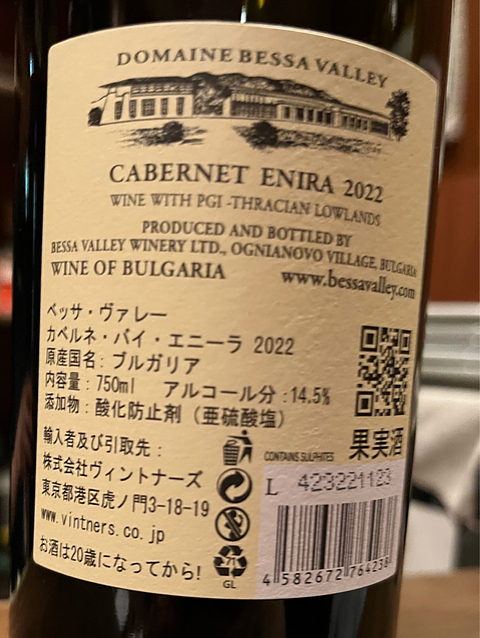 DOMAINE BESSA VALLEY
CABERNET ENIRA 2022
WINE WITH PGI -THRACIAN LOWLANDS
PRODUCED AND BOTTLED BY
BESSA VALLEY WINERY LTD., OGNIANOVO VILLAGE, BULGARIA
WINE OF BULGARIA www.bessavalley.com
ベッサ・ヴァレー
カベルネ・バイ・エニーラ 2022
原産国名：ブルガリア
内容量：750ml アルコール分：14.5%
添加物：酸化防止剤（亜硫酸塩）
輸入者及び引取先：
株式会社ヴィントナーズ
東京都港区虎ノ門3-18-19
www.vintners.co.jp
お酒は20歳になってから!
CONTAINS SULPHITES
果実酒
L 423221123
71
GL
4 582672 764238